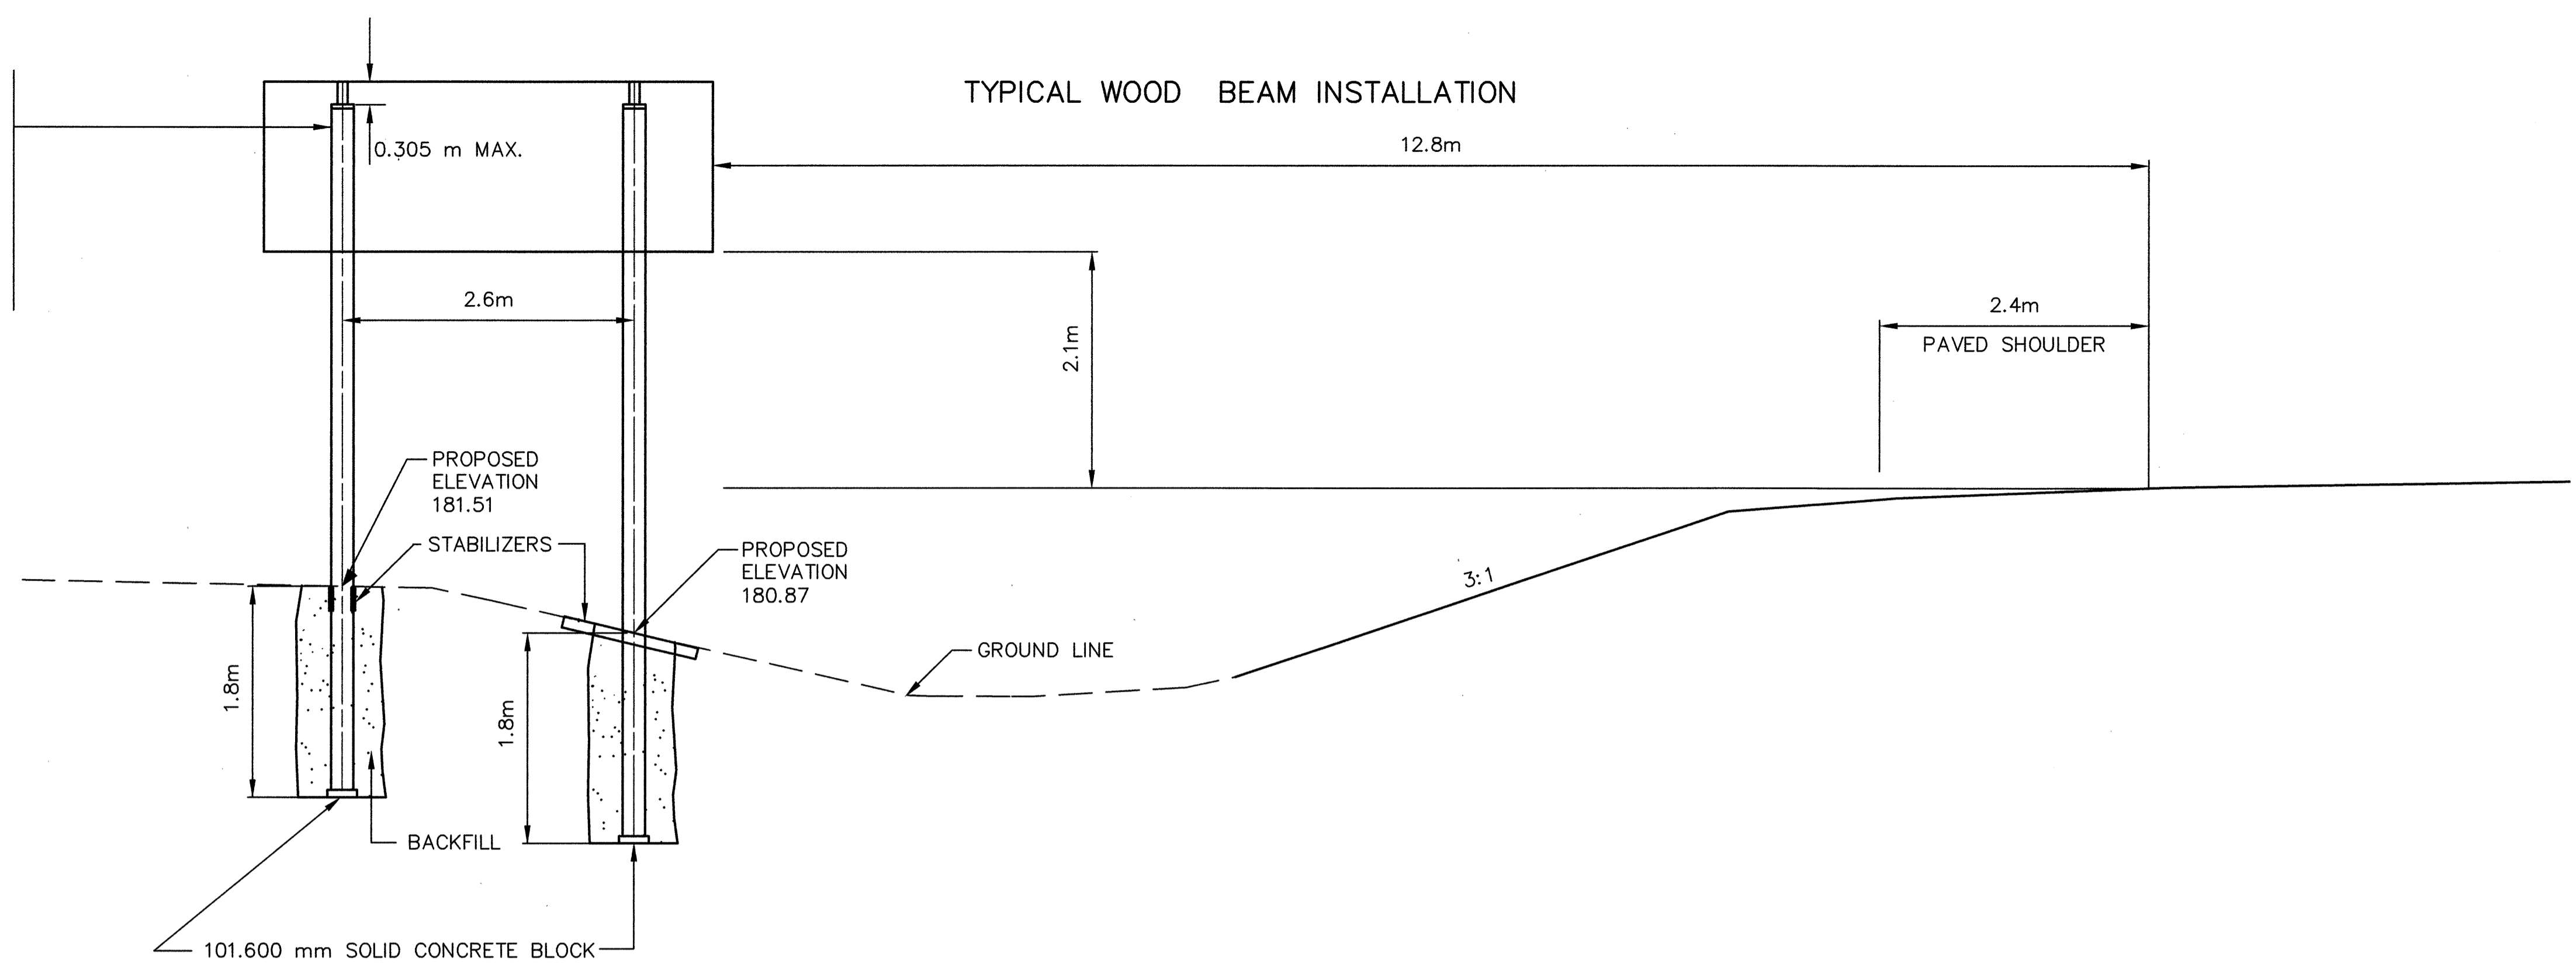 TYPICAL WOOD BEAM INSTALLATION
12.8m
0.305 m MAX.
2.6m
2.4m
PAVED SHOULDER
2.1m
PROPOSED
ELEVATION
181.51
STABILIZERS
PROPOSED
ELEVATION
180.87
3:1
GROUND LINE
1.8m
1.8m
BACKFILL
101.600 mm SOLID CONCRETE BLOCK